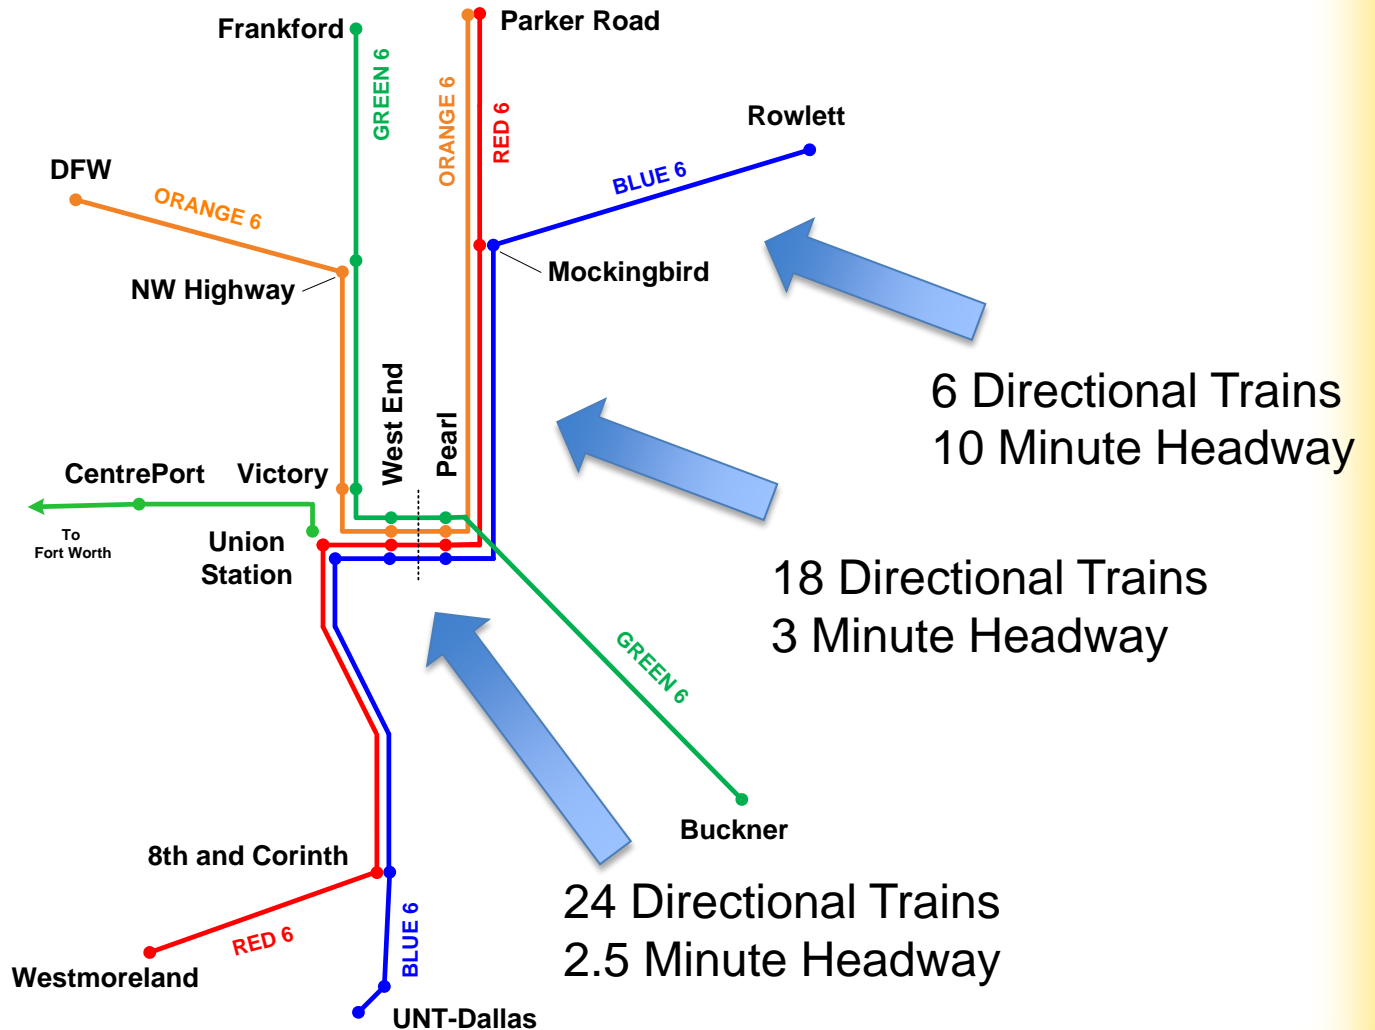 Frankford
Parker Road
GREEN 6
ORANGE 6
RED 6
Rowlett
DFW
ORANGE 6
BLUE 6
NW Highway
Mockingbird
6 Directional Trains
10 Minute Headway
West End
Pearl
CentrePort
Victory
To
Fort Worth
Union
Station
18 Directional Trains
3 Minute Headway
GREEN 6
Buckner
8th and Corinth
24 Directional Trains
2.5 Minute Headway
RED 6
BLUE 6
Westmoreland
UNT-Dallas